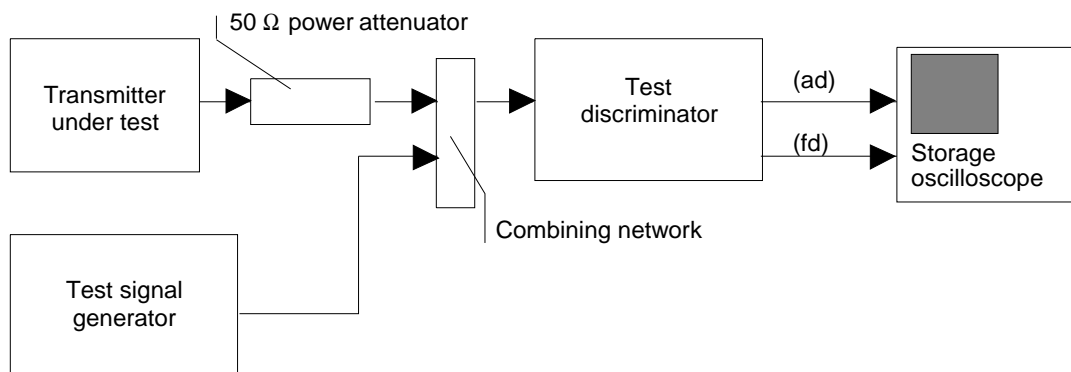 50 Ω power attenuator
Transmitter
under test
Test
discriminator
(ad)
(fd)
Storage
oscilloscope
Combining network
Test signal
generator